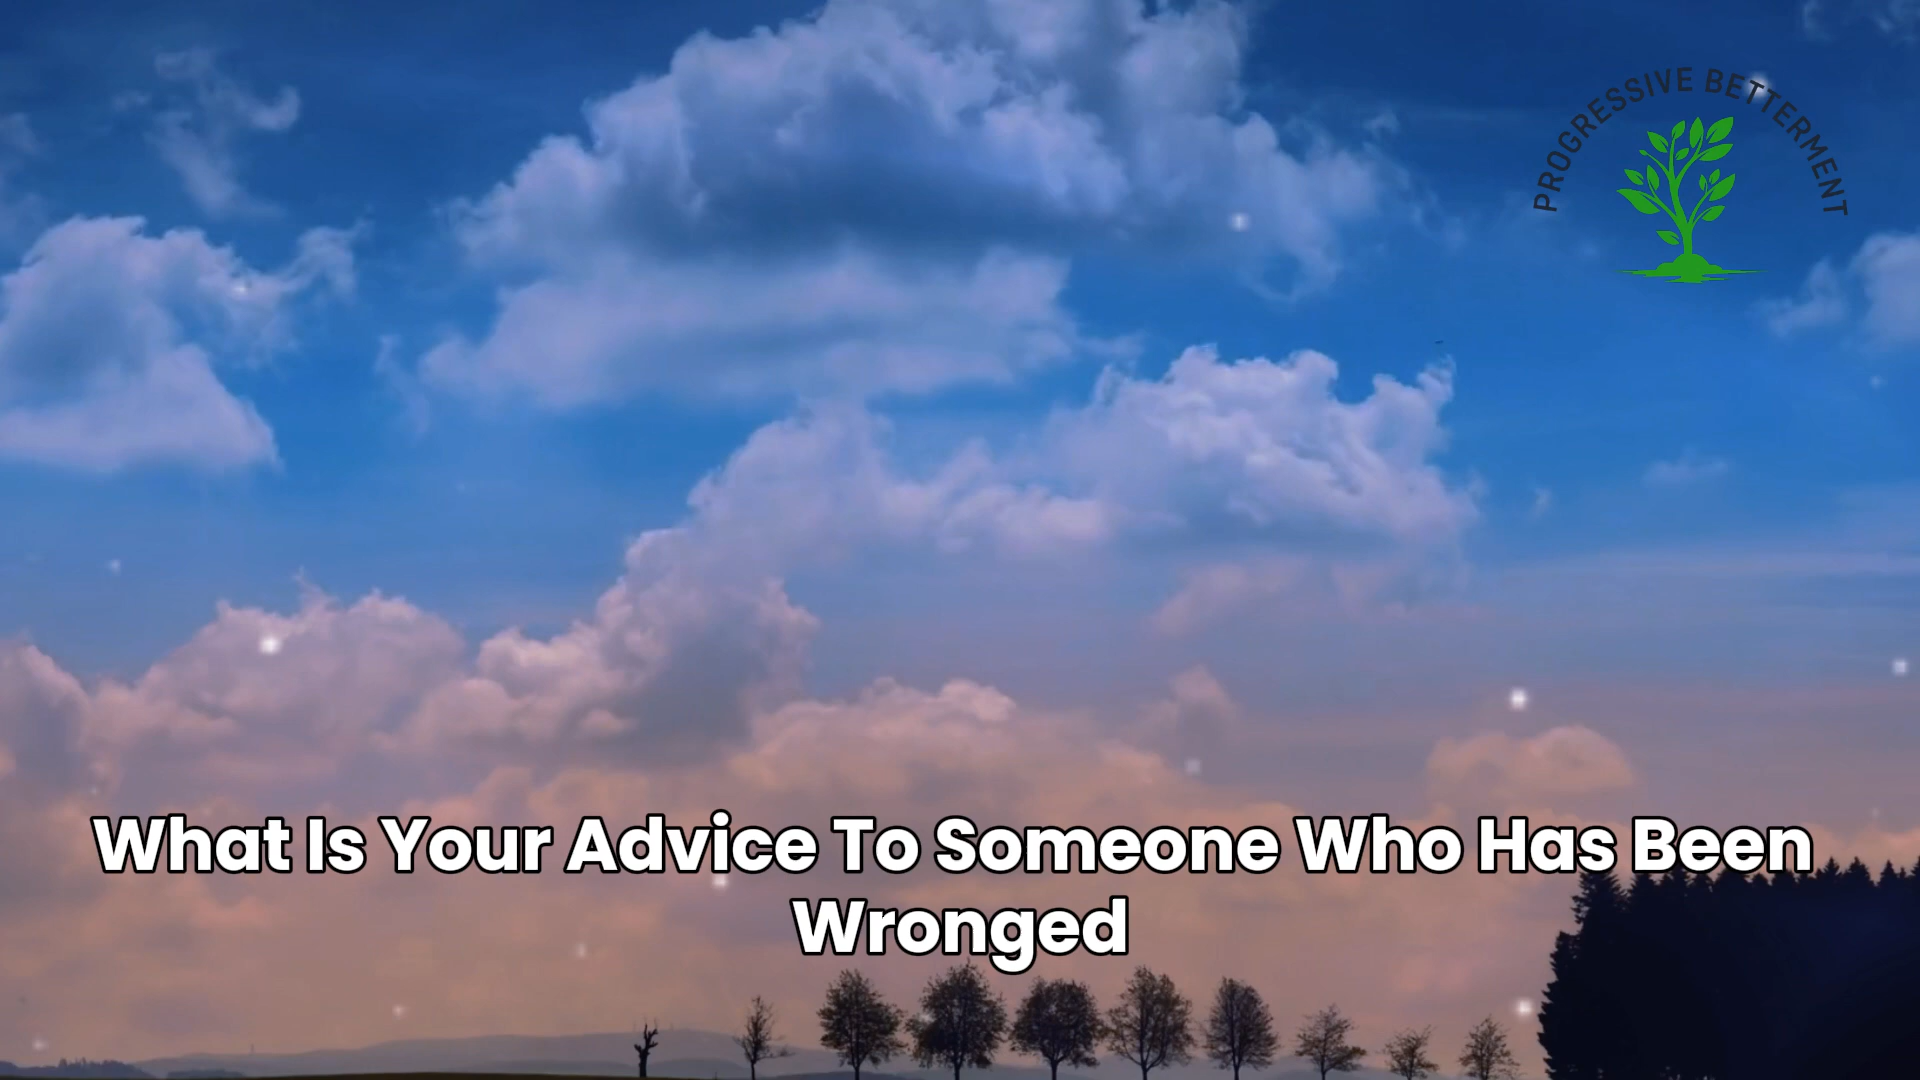 PROGRESSIVE BETTERMENT
What Is Your Advice To Someone Who Has Been
Wronged